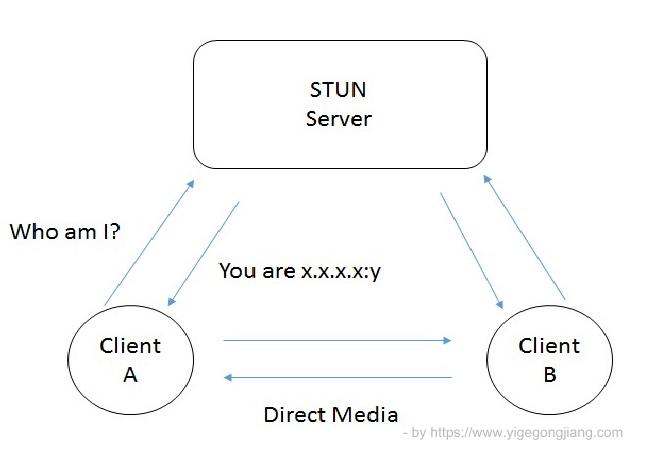 STUN
Server
Who am I?
You are x.x.x.x:y
Client
A
Client
B
Direct Media
- by https://www.yigegongjiang.com